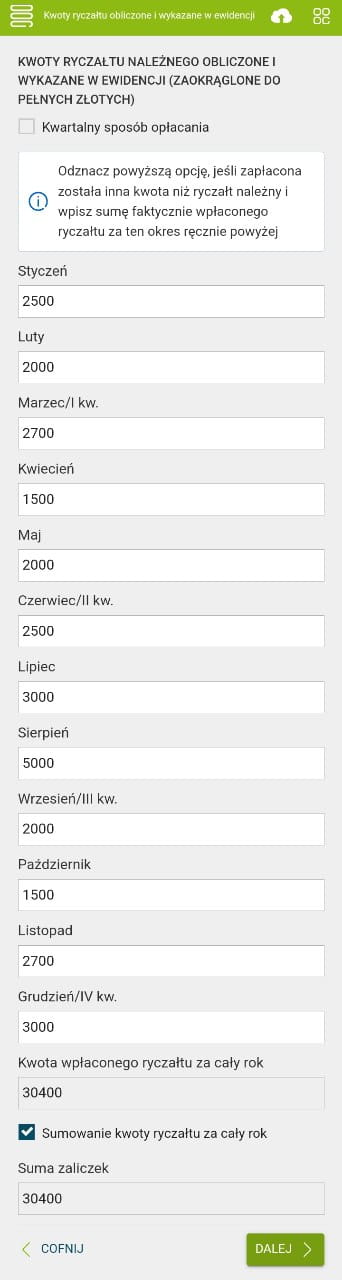 Kwoty ryczałtu obliczone i wykazane w ewidencji
KWOTY RYCZAŁTU NALEŻNEGO OBLICZONE I
WYKAZANE W EWIDENCJI (ZAOKRĄGLONE DO
PEŁNYCH ZŁOTYCH)
Kwartalny sposób opłacania
Odznacz powyższą opcję, jeśli zapłacona
została inna kwota niż ryczałt należny i
wpisz sumę faktycznie wpłaconego
ryczałtu za ten okres ręcznie powyżej
Styczeń
2500
Luty
2000
Marzec/I kw.
2700
Kwiecień
1500
Maj
2000
Czerwiec/II kw.
2500
Lipiec
3000
Sierpień
5000
Wrzesień/III kw.
2000
Październik
1500
Listopad
2700
Grudzień/IV kw.
3000
Kwota wpłaconego ryczałtu za cały rok
30400
Sumowanie kwoty ryczałtu za cały rok
Suma zaliczek
30400
COFNIJ
DALEJ